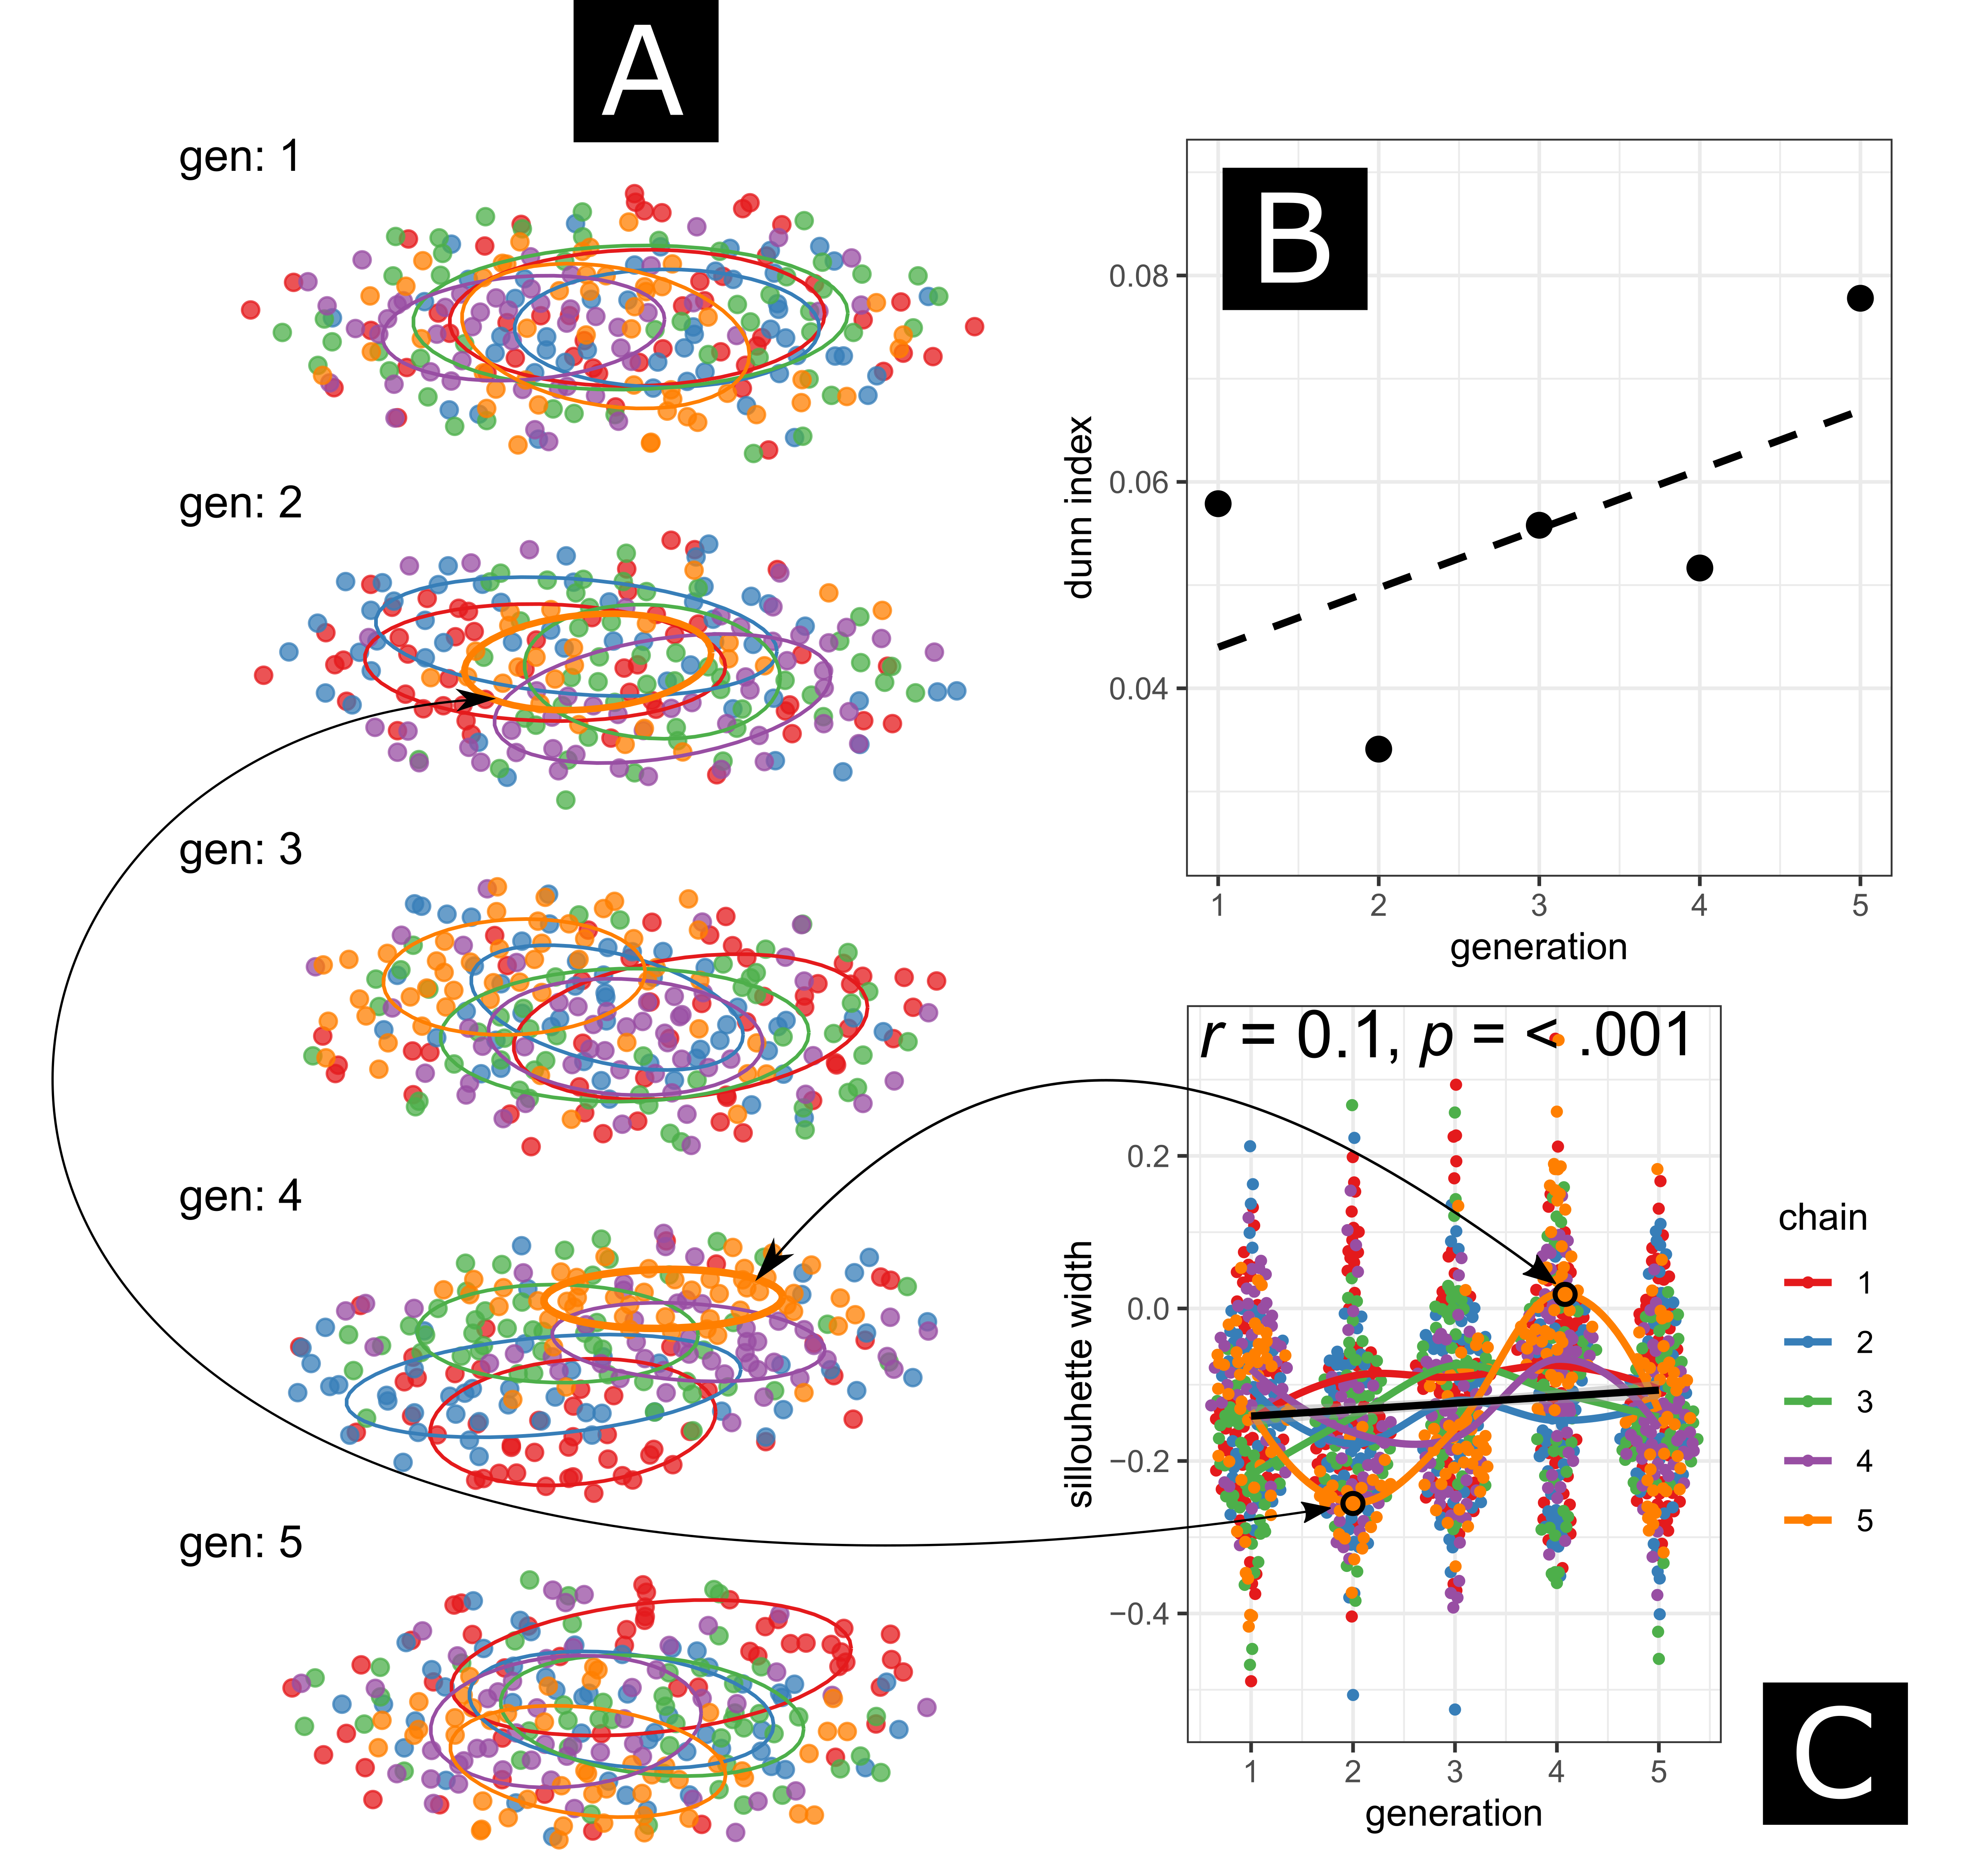 A
gen: 1
gen: 2
gen: 3
gen: 4
gen: 5
B
dunn index
0.08
0.06
0.04
1 2 3 4 5
generation
r = 0.1, p = < .001
sillouhette width
0.2
0.0
−0.2
−0.4
1 2 3 4 5
generation
chain
1
2
3
4
5
C